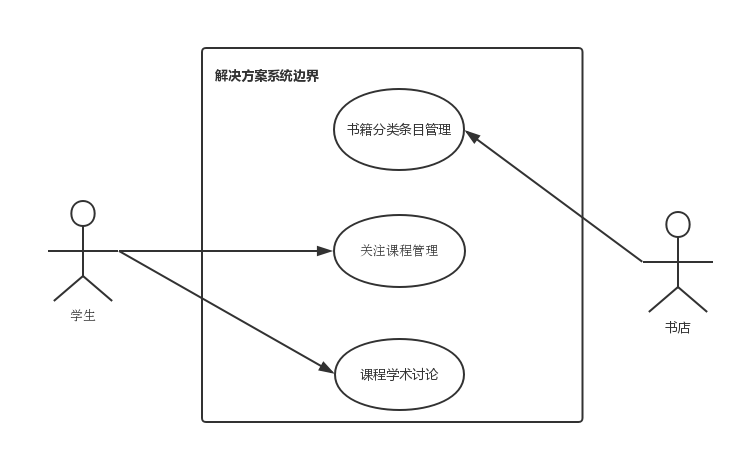 解决方案系统边界
书籍分类条目管理
关注课程管理
学生
书店
课程学术讨论